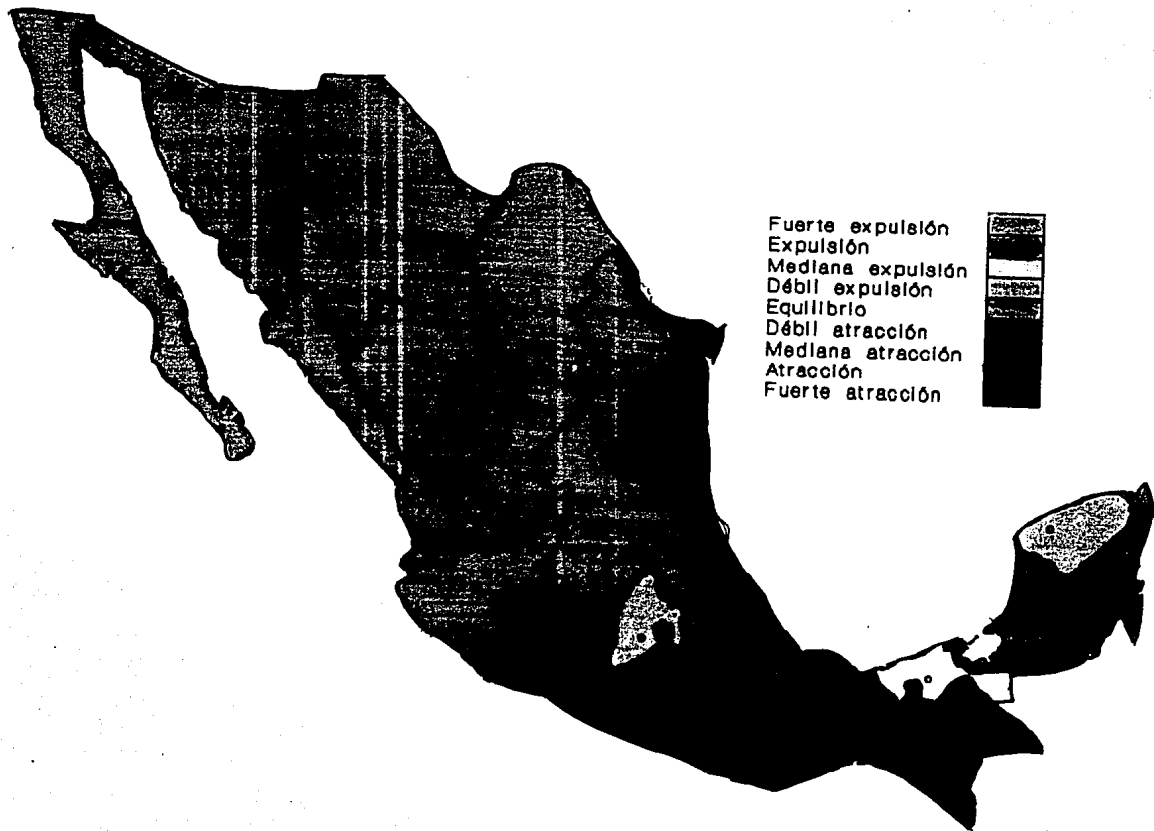 Fuerte expulsión
Expulsión
Mediana expulsión
Débil expulsión
Equilibrio
Débil atracción
Mediana atracción
Atracción
Fuerte atracción